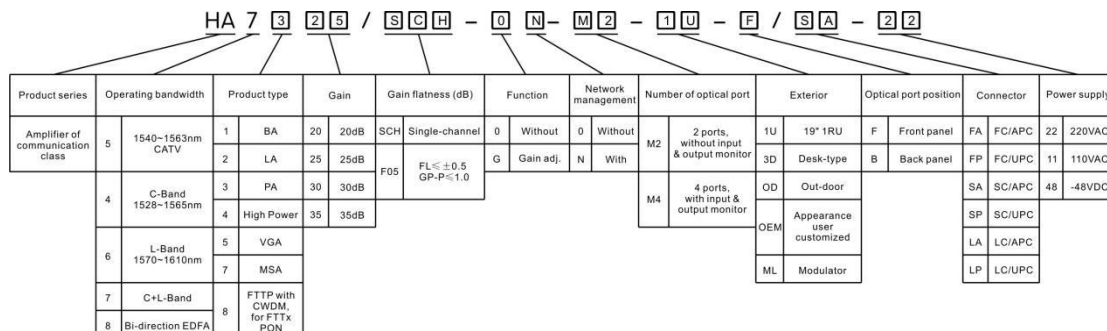 HA 7 3 2 5 / S C H - 0 N - M 2 - 1 U - F / S A - 2 2
Product series Operating bandwidth Product type Gain Gain flatness (dB) Function Network management Number of optical port Exterior Optical port position Connector Power supply
Amplifier of
communication
class
5 1540~1563nm
CATV
4 C-Band
1528~1565nm
6 L-Band
1570~1610nm
7 C+L-Band
8 Bi-direction EDFA
1 BA
2 LA
3 PA
4 High Power
5 VGA
7 MSA
8 FTTP with
CWDM,
for FTTx
PON
20 20dB
25 25dB
30 30dB
35 35dB
SCH Single-channel
F05 FL≤±0.5
GP-P≤1.0
0 Without
G Gain adj.
0 Without
N With
M2 2 ports,
without input
& output monitor
M4 4 ports,
with input &
output monitor
1U 19" 1RU
3D Desk-type
OD Out-door
OEM Appearance
user
customized
ML Modulator
F Front panel
B Back panel
FA FC/APC
FP FC/UPC
SA SC/APC
SP SC/UPC
LA LC/APC
LP LC/UPC
22 220VAC
11 110VAC
48 -48VDC